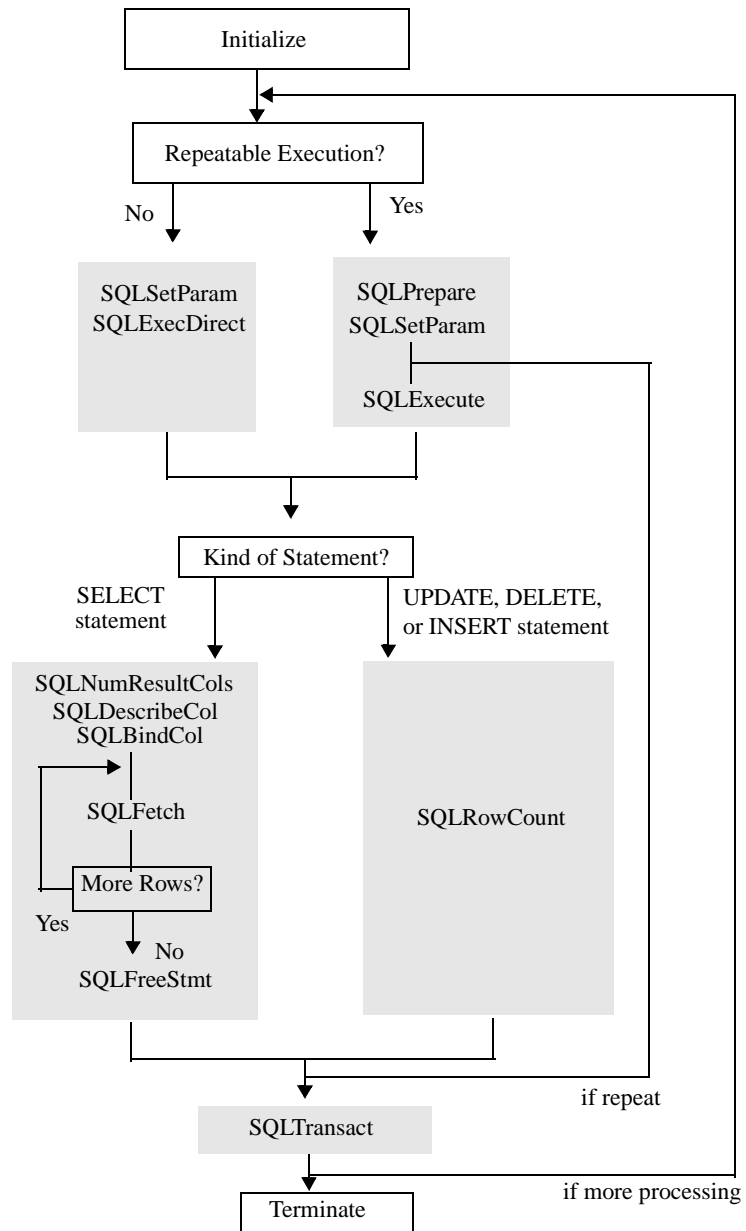 Initialize
Repeatable Execution?
No
Yes
SQLSetParam
SQLExecDirect
SQLPrepare
SQLSetParam
SQLExecute
Kind of Statement?
SELECT
statement
UPDATE, DELETE,
or INSERT statement
SQLNumResultCols
SQLDescribeCol
SQLBindCol
SQLFetch
More Rows?
Yes
No
SQLFreeStmt
SQLRowCount
if repeat
SQLTransact
if more processing
Terminate